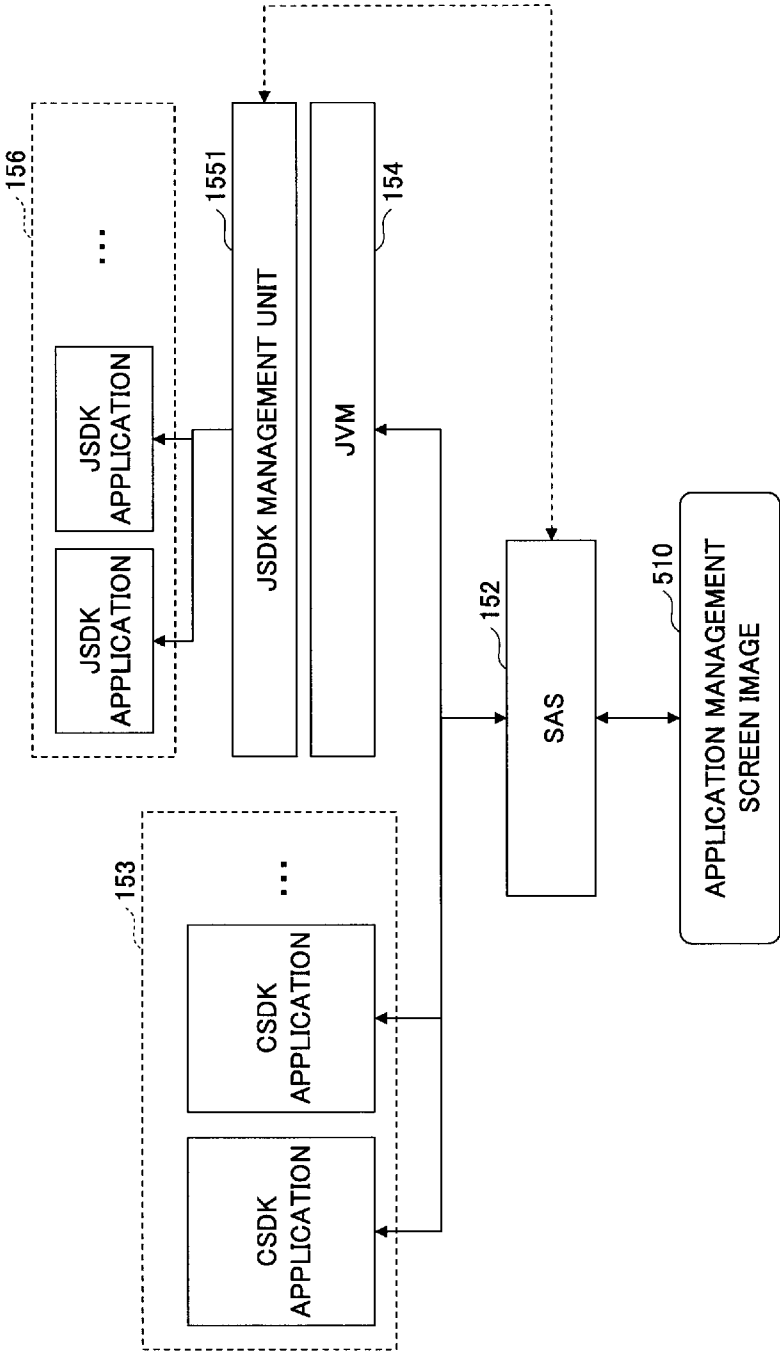 153
CSDK
APPLICATION
CSDK
APPLICATION
...
156
JSDK
APPLICATION
JSDK
APPLICATION
...
1551
JSDK MANAGEMENT UNIT
154
JVM
152
SAS
510
APPLICATION MANAGEMENT
SCREEN IMAGE